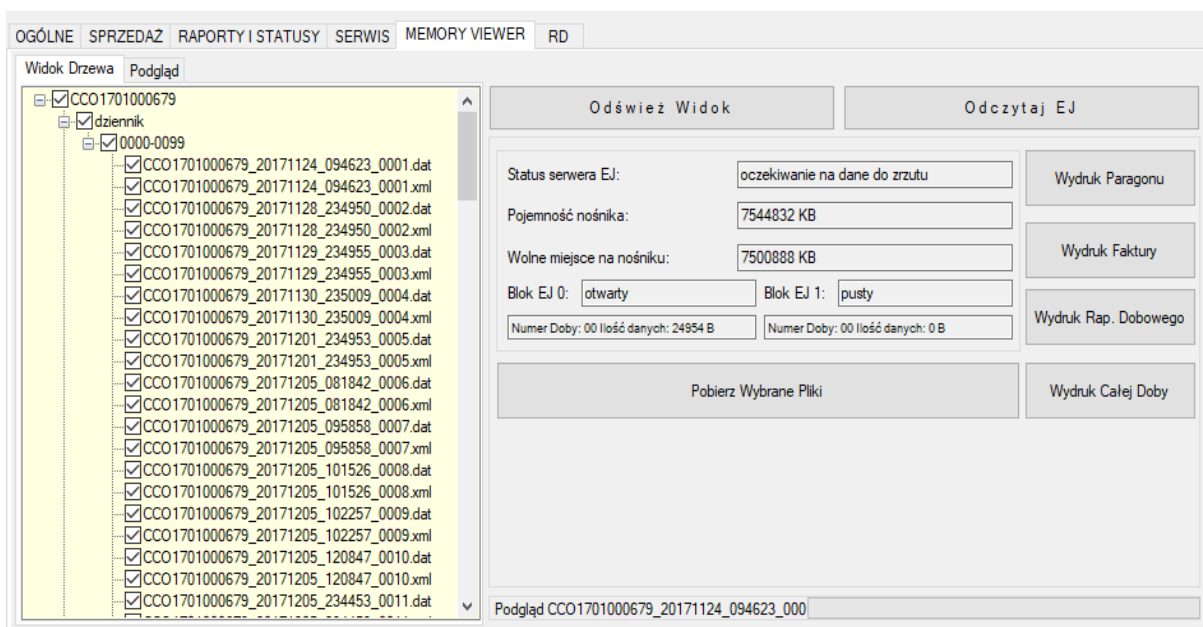 OGÓLNE SPRZEDAŻ RAPORTY I STATUSY SERWIS MEMORY VIEWER RD
Widok Drzewa Podgląd
CCO1701000679
dziennik
0000-0099
CCO1701000679_20171124_094623_0001.dat
CCO1701000679_20171124_094623_0001.xml
CCO1701000679_20171128_234950_0002.dat
CCO1701000679_20171128_234950_0002.xml
CCO1701000679_20171129_234955_0003.dat
CCO1701000679_20171129_234955_0003.xml
CCO1701000679_20171130_235009_0004.dat
CCO1701000679_20171130_235009_0004.xml
CCO1701000679_20171201_234953_0005.dat
CCO1701000679_20171201_234953_0005.xml
CCO1701000679_20171205_081842_0006.dat
CCO1701000679_20171205_081842_0006.xml
CCO1701000679_20171205_095858_0007.dat
CCO1701000679_20171205_095858_0007.xml
CCO1701000679_20171205_101526_0008.dat
CCO1701000679_20171205_101526_0008.xml
CCO1701000679_20171205_102257_0009.dat
CCO1701000679_20171205_102257_0009.xml
CCO1701000679_20171205_120847_0010.dat
CCO1701000679_20171205_120847_0010.xml
CCO1701000679_20171205_234453_0011.dat
Odśwież Widok Odczytaj EJ
Status serwera EJ: oczekiwanie na dane do zrzutu
Pojemność nośnika: 7544832 KB
Wolne miejsce na nośniku: 7500888 KB
Blok EJ 0: otwarty Blok EJ 1: pusty
Numer Doby: 00 Ilość danych: 24954 B Numer Doby: 00 Ilość danych: 0 B
Wydruk Paragonu
Wydruk Faktury
Wydruk Rap. Dobowego
Pobierz Wybrane Pliki Wydruk Całej Doby
Podgląd CCO1701000679_20171124_094623_000